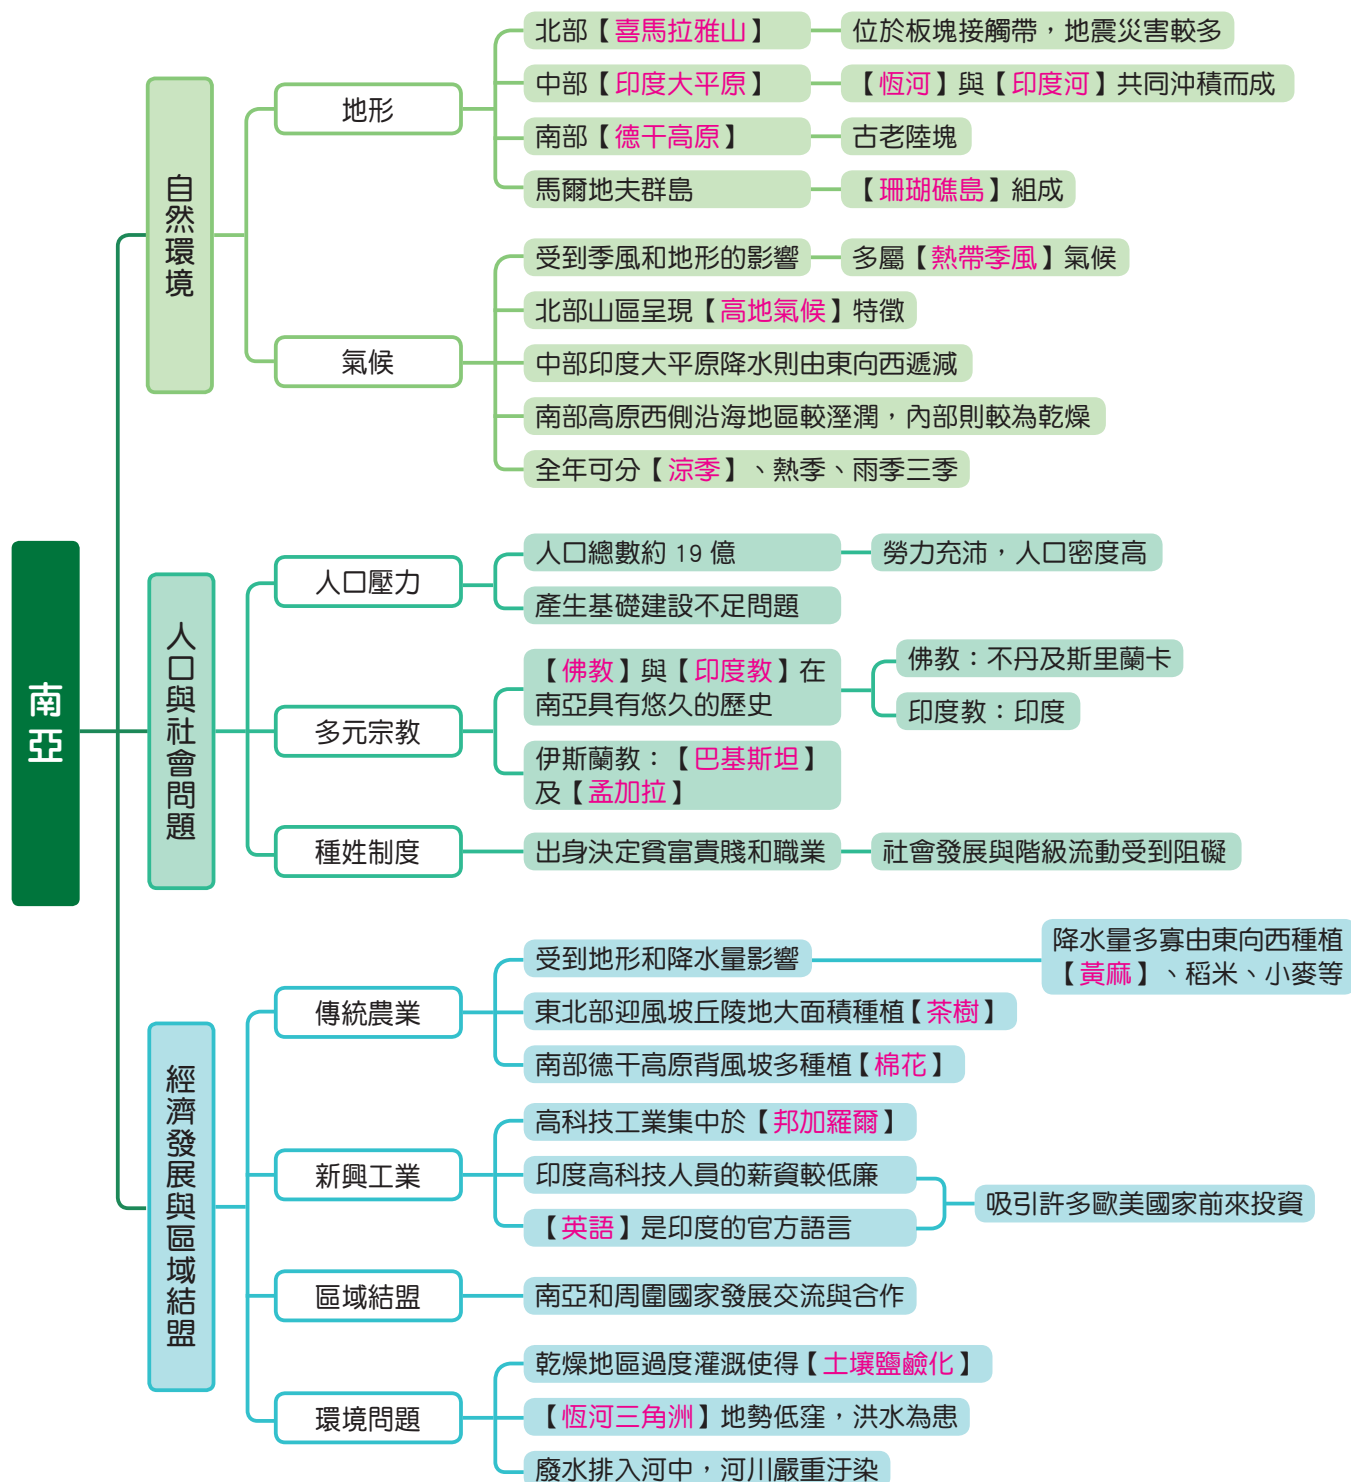 南亞
自然環境
地形
北部【喜馬拉雅山】
位於板塊接觸帶，地震災害較多
中部【印度大平原】
【恆河】與【印度河】共同沖積而成
南部【德干高原】
古老陸塊
馬爾地夫群島
【珊瑚礁島】組成
氣候
受到季風和地形的影響
多屬【熱帶季風】氣候
北部山區呈現【高地氣候】特徵
中部印度大平原降水則由東向西遞減
南部高原西側沿海地區較溼潤，內部則較為乾燥
全年可分【涼季】、熱季、雨季三季
人口與社會問題
人口壓力
人口總數約 19 億
勞力充沛，人口密度高
產生基礎建設不足問題
多元宗教
【佛教】與【印度教】在
南亞具有悠久的歷史
佛教：不丹及斯里蘭卡
印度教：印度
伊斯蘭教：【巴基斯坦】
及【孟加拉】
種姓制度
出身決定貧富貴賤和職業
社會發展與階級流動受到阻礙
經濟發展與區域結盟
傳統農業
受到地形和降水量影響
降水量多寡由東向西種植
【黃麻】、稻米、小麥等
東北部迎風坡丘陵地大面積種植【茶樹】
南部德干高原背風坡多種植【棉花】
新興工業
高科技工業集中於【邦加羅爾】
印度高科技人員的薪資較低廉
【英語】是印度的官方語言
吸引許多歐美國家前來投資
區域結盟
南亞和周圍國家發展交流與合作
環境問題
乾燥地區過度灌溉使得【土壤鹽鹼化】
【恆河三角洲】地勢低窪，洪水為患
廢水排入河中，河川嚴重汙染